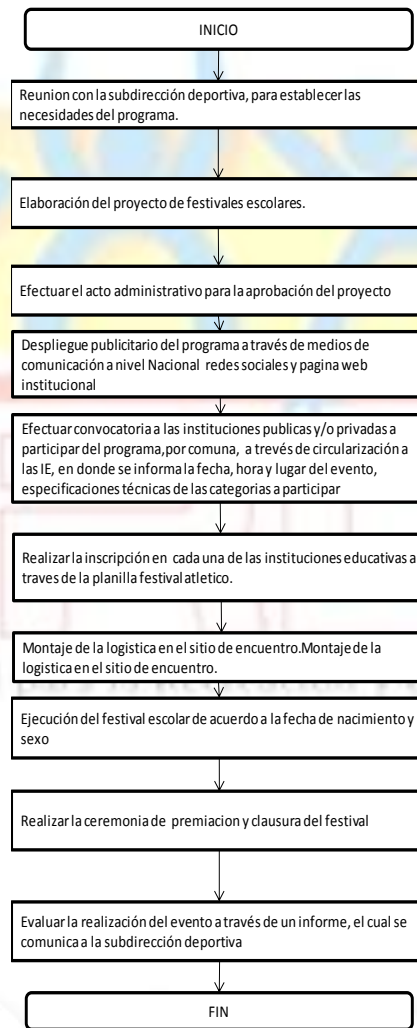 INICIO
Reunion con la subdirección deportiva, para establecer las
necesidades del programa.
Elaboración del proyecto de festivales escolares.
Efectuar el acto administrativo para la aprobación del proyecto
Despliegue publicitario del programa a través de medios de
comunicación a nivel Nacional redes sociales y pagina web
institucional
Efectuar convocatoria a las instituciones publicas y/o privadas a
participar del programa,por comuna, a trevés de circularización a
las IE, en donde se informa la fecha, hora y lugar del evento,
especificaciones técnicas de las categorias a participar
Realizar la inscripción en cada una de las instituciones educativas a
traves de la planilla festival atletico.
Montaje de la logistica en el sitio de encuentro.Montaje de la
logistica en el sitio de encuentro.
Ejecución del festival escolar de acuerdo a la fecha de nacimiento y
sexo
Realizar la ceremonia de premiacion y clausura del festival
Evaluar la realización del evento a través de un informe, el cual se
comunica a la subdirección deportiva
FIN